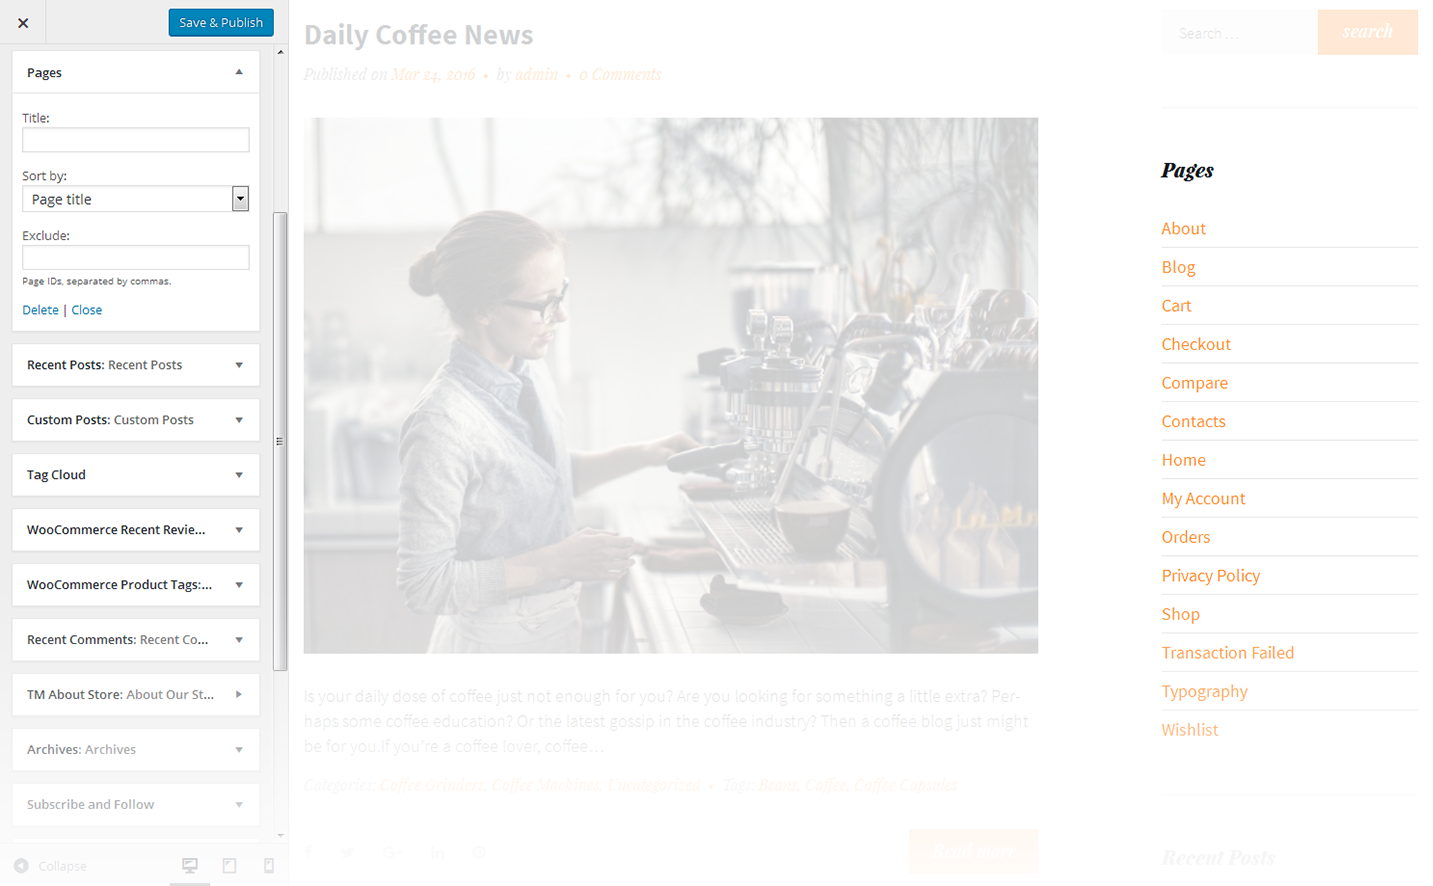 Save & Publish
Pages
Title:
Sort by:
Page title
Exclude:
Page IDs, separated by commas.
Delete | Close
Recent Posts: Recent Posts
Custom Posts: Custom Posts
Tag Cloud
WooCommerce Recent Revie...
WooCommerce Product Tags:...
Recent Comments: Recent Co...
TM About Store: About Our St...
Archives: Archives
Subscribe and Follow
Collapse
Daily Coffee News
Published on Mar 24, 2016 • by admin • 0 Comments
Is your daily dose of coffee just not enough for you? Are you looking for something a little extra? Per-
haps some coffee education? Or the latest gossip in the coffee industry? Then a coffee blog just might
be for you.If you're a coffee lover, coffee…
Categories: Coffee Grinders, Coffee Machines, Uncategorized • Tags: Beans, Coffee, Coffee Capsules
Read more
Search …
search
Pages
About
Blog
Cart
Checkout
Compare
Contacts
Home
My Account
Orders
Privacy Policy
Shop
Transaction Failed
Typography
Wishlist
Recent Posts